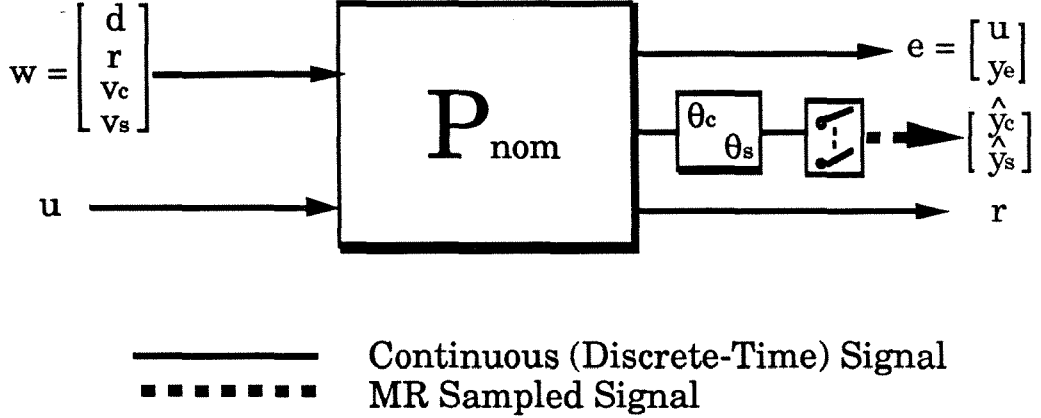 w = [ d r vc vs ]
e = [ u ye ]
P nom
θc θs
[ ŷc ŷs ]
u
r
Continuous (Discrete-Time) Signal
MR Sampled Signal